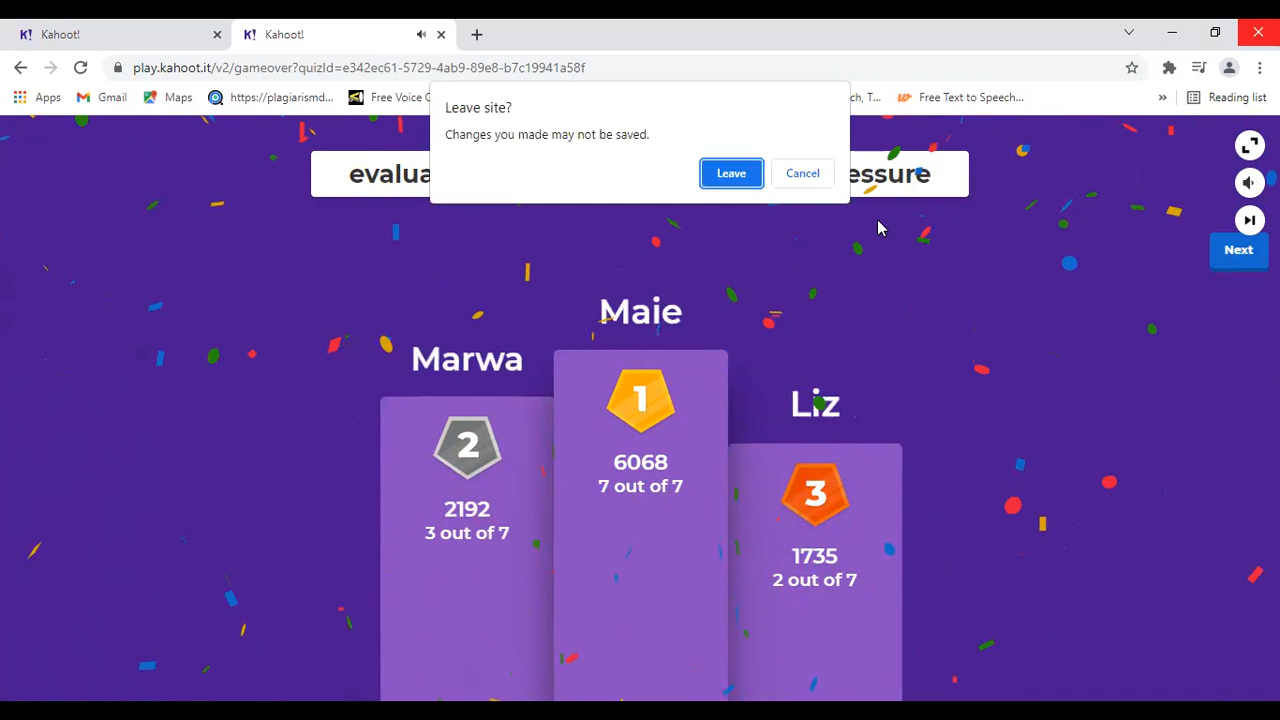 K! Kahoot!
K! Kahoot!
play.kahoot.it/v2/gameover?quizId=e342ec61-5729-4ab9-89e8-b7c19941a58f
Apps
Gmail
Maps
https://plagiarismd...
Free Voice
Free Text to Speech...
»
Reading list
Leave site?
Changes you made may not be saved.
Leave
Cancel
Next
Maie
1
6068
7 out of 7
Marwa
2
2192
3 out of 7
Liz
3
1735
2 out of 7